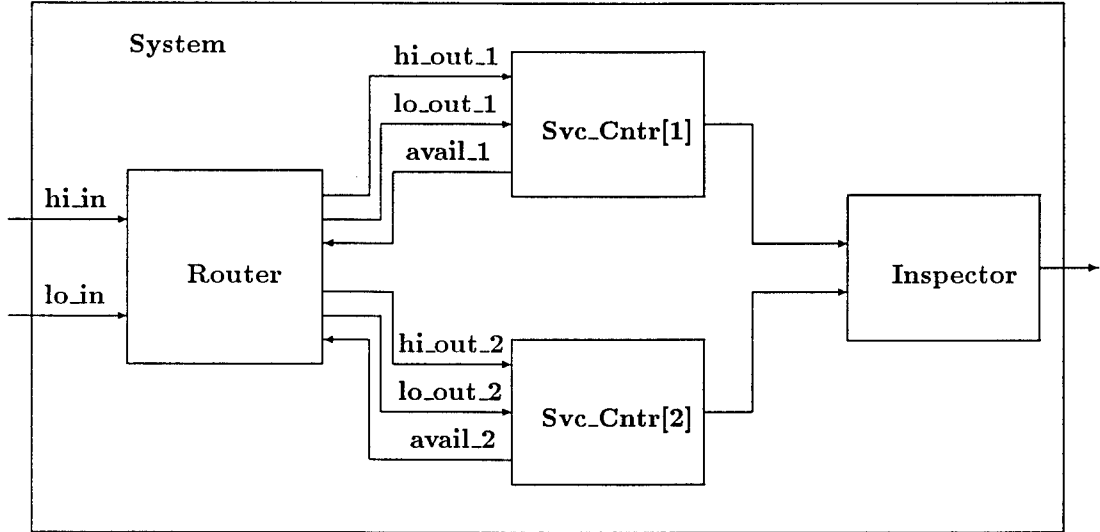 System
hi_out_1
lo_out_1
Svc_Cntr[1]
avail_1
hi_in
Router
Inspector
lo_in
hi_out_2
lo_out_2
Svc_Cntr[2]
avail_2